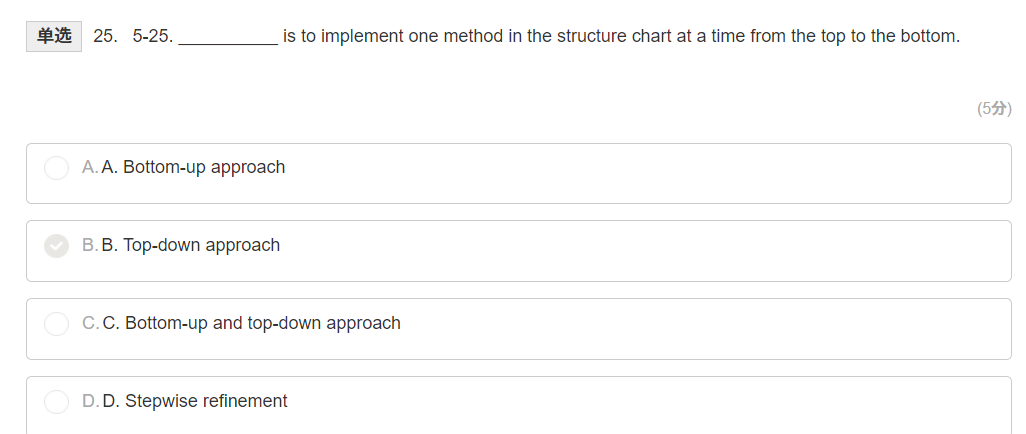 单选 25. 5-25. ___________ is to implement one method in the structure chart at a time from the top to the bottom.
(5分)
A. A. Bottom-up approach
B. B. Top-down approach
C. C. Bottom-up and top-down approach
D. D. Stepwise refinement